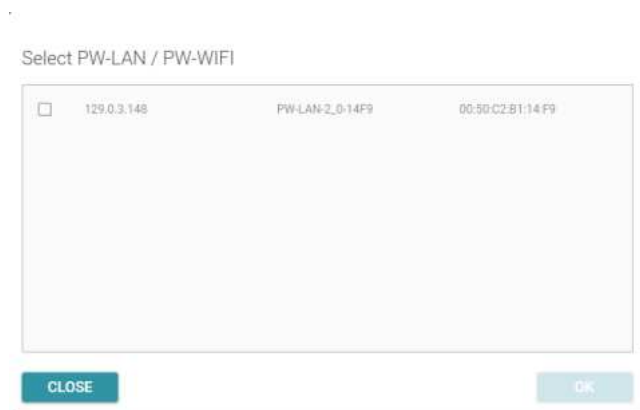 Select PW-LAN / PW-WIFI
129.0.3.148 PW-LAN-2_0-14F9 00:50:C2:B1:14:F9
CLOSE OK